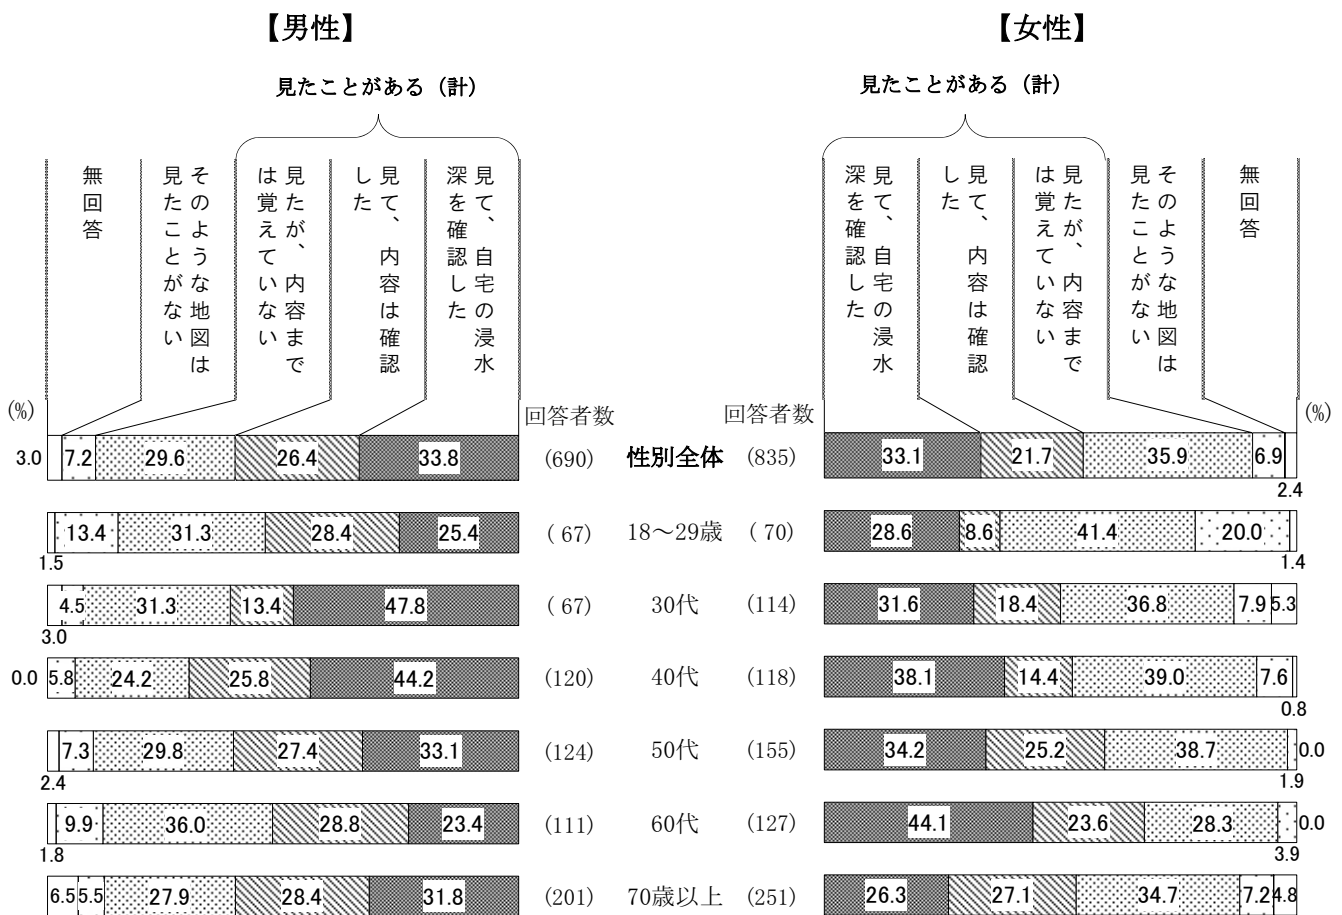 【男性】
【女性】
見たことがある（計）
見たことがある（計）
無回答
そのような地図は
見たことがない
見たが、内容まで
は覚えていない
見て、内容は確認
した
見て、自宅の浸水
深を確認した
見て、自宅の浸水
深を確認した
見て、内容は確認
した
見たが、内容まで
は覚えていない
そのような地図は
見たことがない
無回答
(%) 回答者数 回答者数 (%)
3.0 7.2 29.6 26.4 33.8 (690) 性別全体 (835) 33.1 21.7 35.9 6.9
2.4
13.4 31.3 28.4 25.4 ( 67) 18～29歳 ( 70) 28.6 8.6 41.4 20.0
1.5 1.4
4.5 31.3 13.4 47.8 ( 67) 30代 (114) 31.6 18.4 36.8 7.9 5.3
3.0
0.0 5.8 24.2 25.8 44.2 (120) 40代 (118) 38.1 14.4 39.0 7.6
0.8
7.3 29.8 27.4 33.1 (124) 50代 (155) 34.2 25.2 38.7 0.0
2.4 1.9
9.9 36.0 28.8 23.4 (111) 60代 (127) 44.1 23.6 28.3 0.0
1.8 3.9
6.5 5.5 27.9 28.4 31.8 (201) 70歳以上 (251) 26.3 27.1 34.7 7.2 4.8